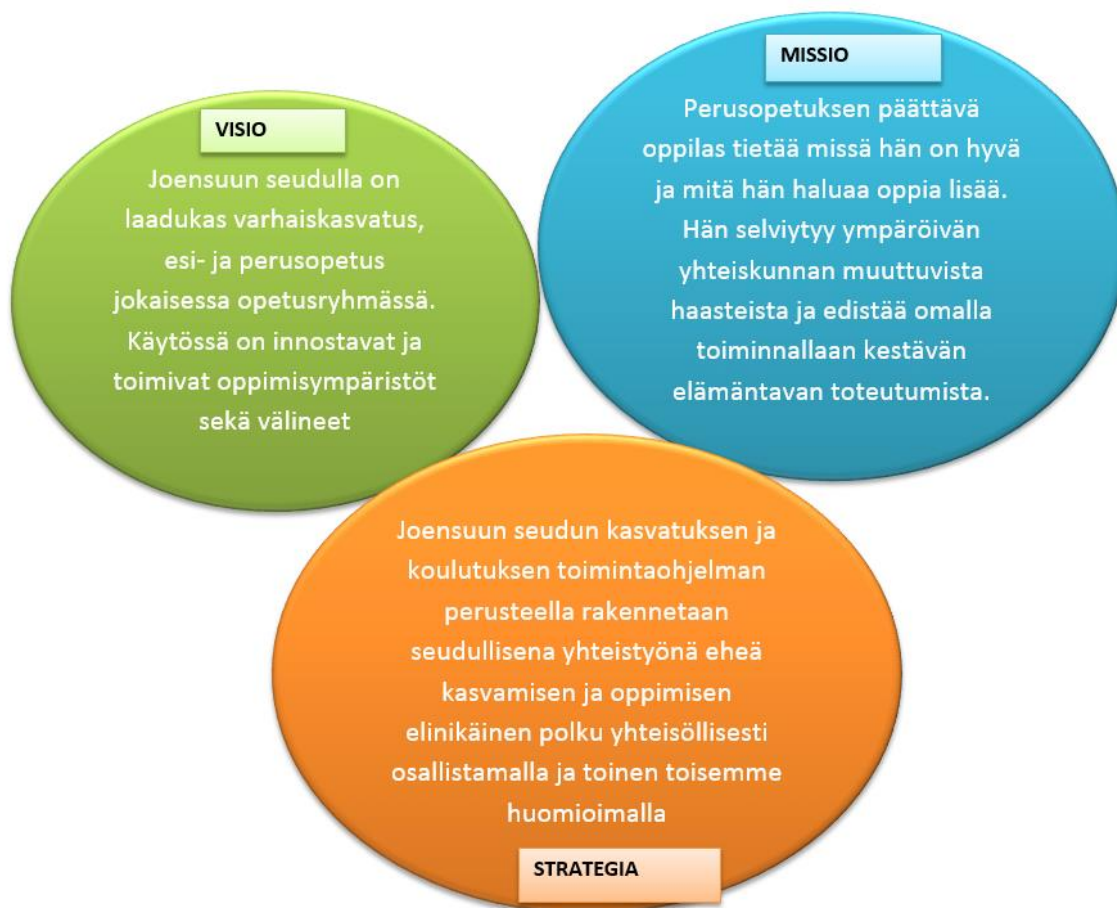 VISIO
Joensuun seudulla on
laadukas varhaiskasvatus,
esi- ja perusopetus
jokaisessa opetusryhmässä.
Käytössä on innostavat ja
toimivat oppimisympäristöt
sekä välineet
MISSIO
Perusopetuksen päättävä
oppilas tietää missä hän on hyvä
ja mitä hän haluaa oppia lisää.
Hän selviytyy ympäröivän
yhteiskunnan muuttuvista
haasteista ja edistää omalla
toiminnallaan kestävän
elämäntavan toteutumista.
Joensuun seudun kasvatuksen ja
koulutuksen toimintaohjelman
perusteella rakennetaan
seudullisena yhteistyönä eheä
kasvamisen ja oppimisen
elinikäinen polku yhteisöllisesti
osallistamalla ja toinen toisemme
huomioimalla
STRATEGIA